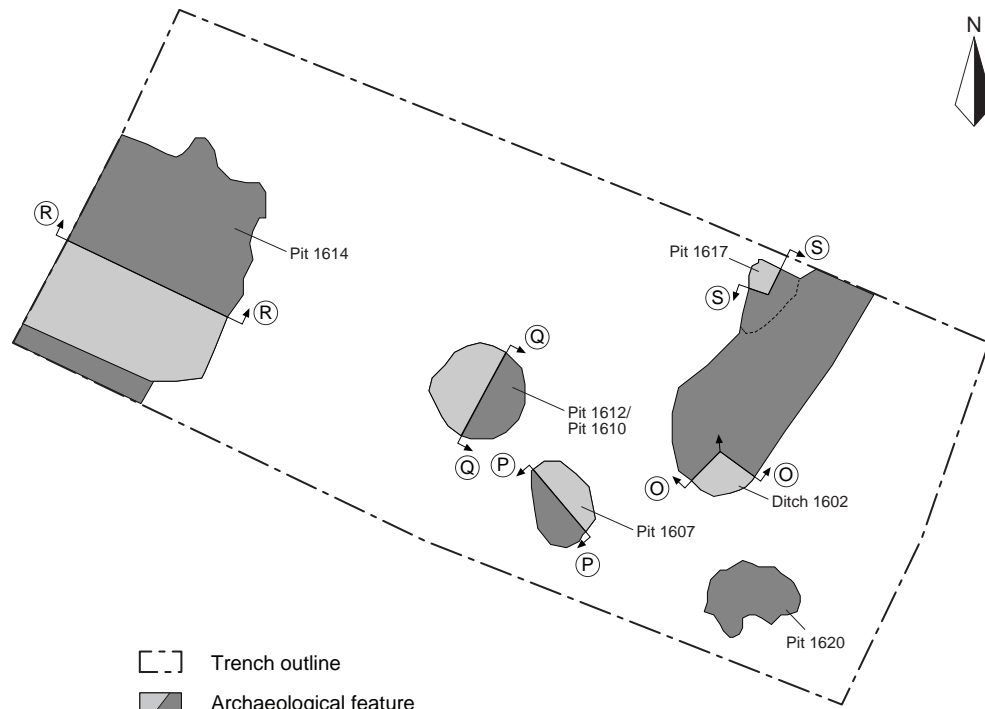 N
S
Pit 1617
R
Pit 1614
S
R
Q
Pit 1612/
Pit 1610
Q
P
O
O
Ditch 1602
Pit 1607
P
Pit 1620
Trench outline
Archaeological feature